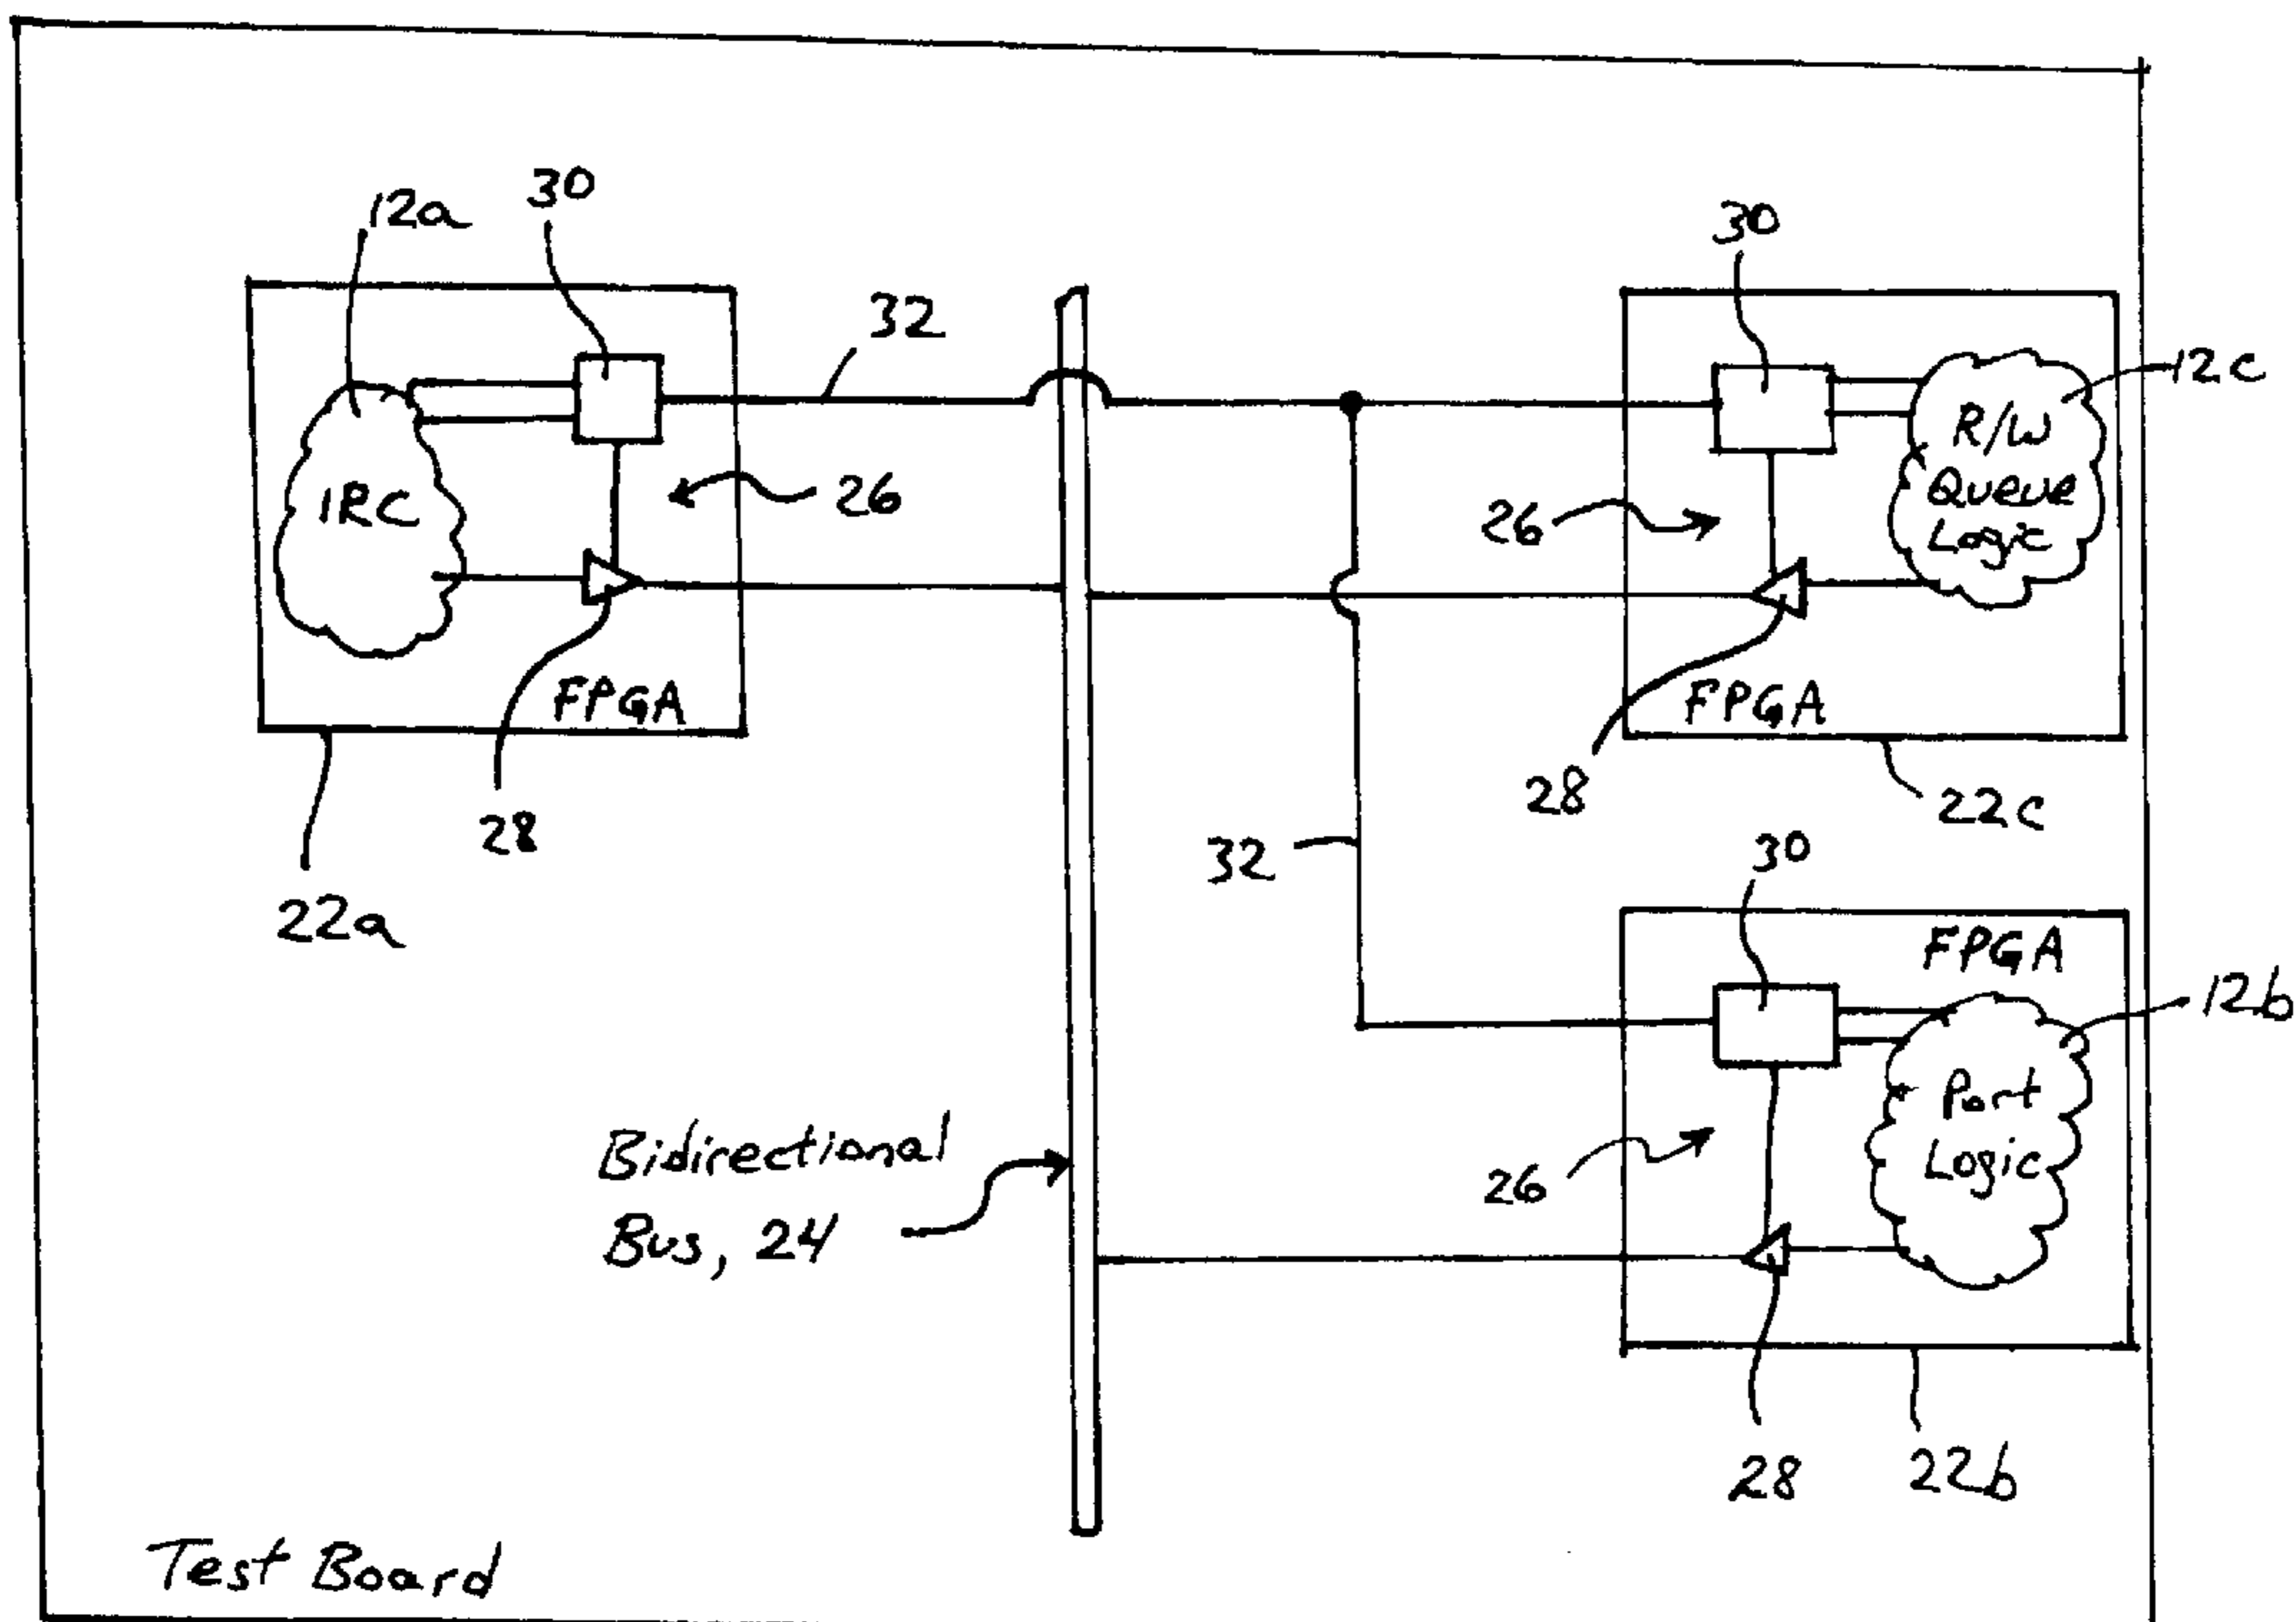 12a
30
30
32
12c
IRC
R/W
Queue
Logic
26
26
FPGA
FPGA
28
28
22c
22a
32
30
FPGA
12b
Port
Logic
26
Bidirectional
Bus, 24
28
22b
Test Board